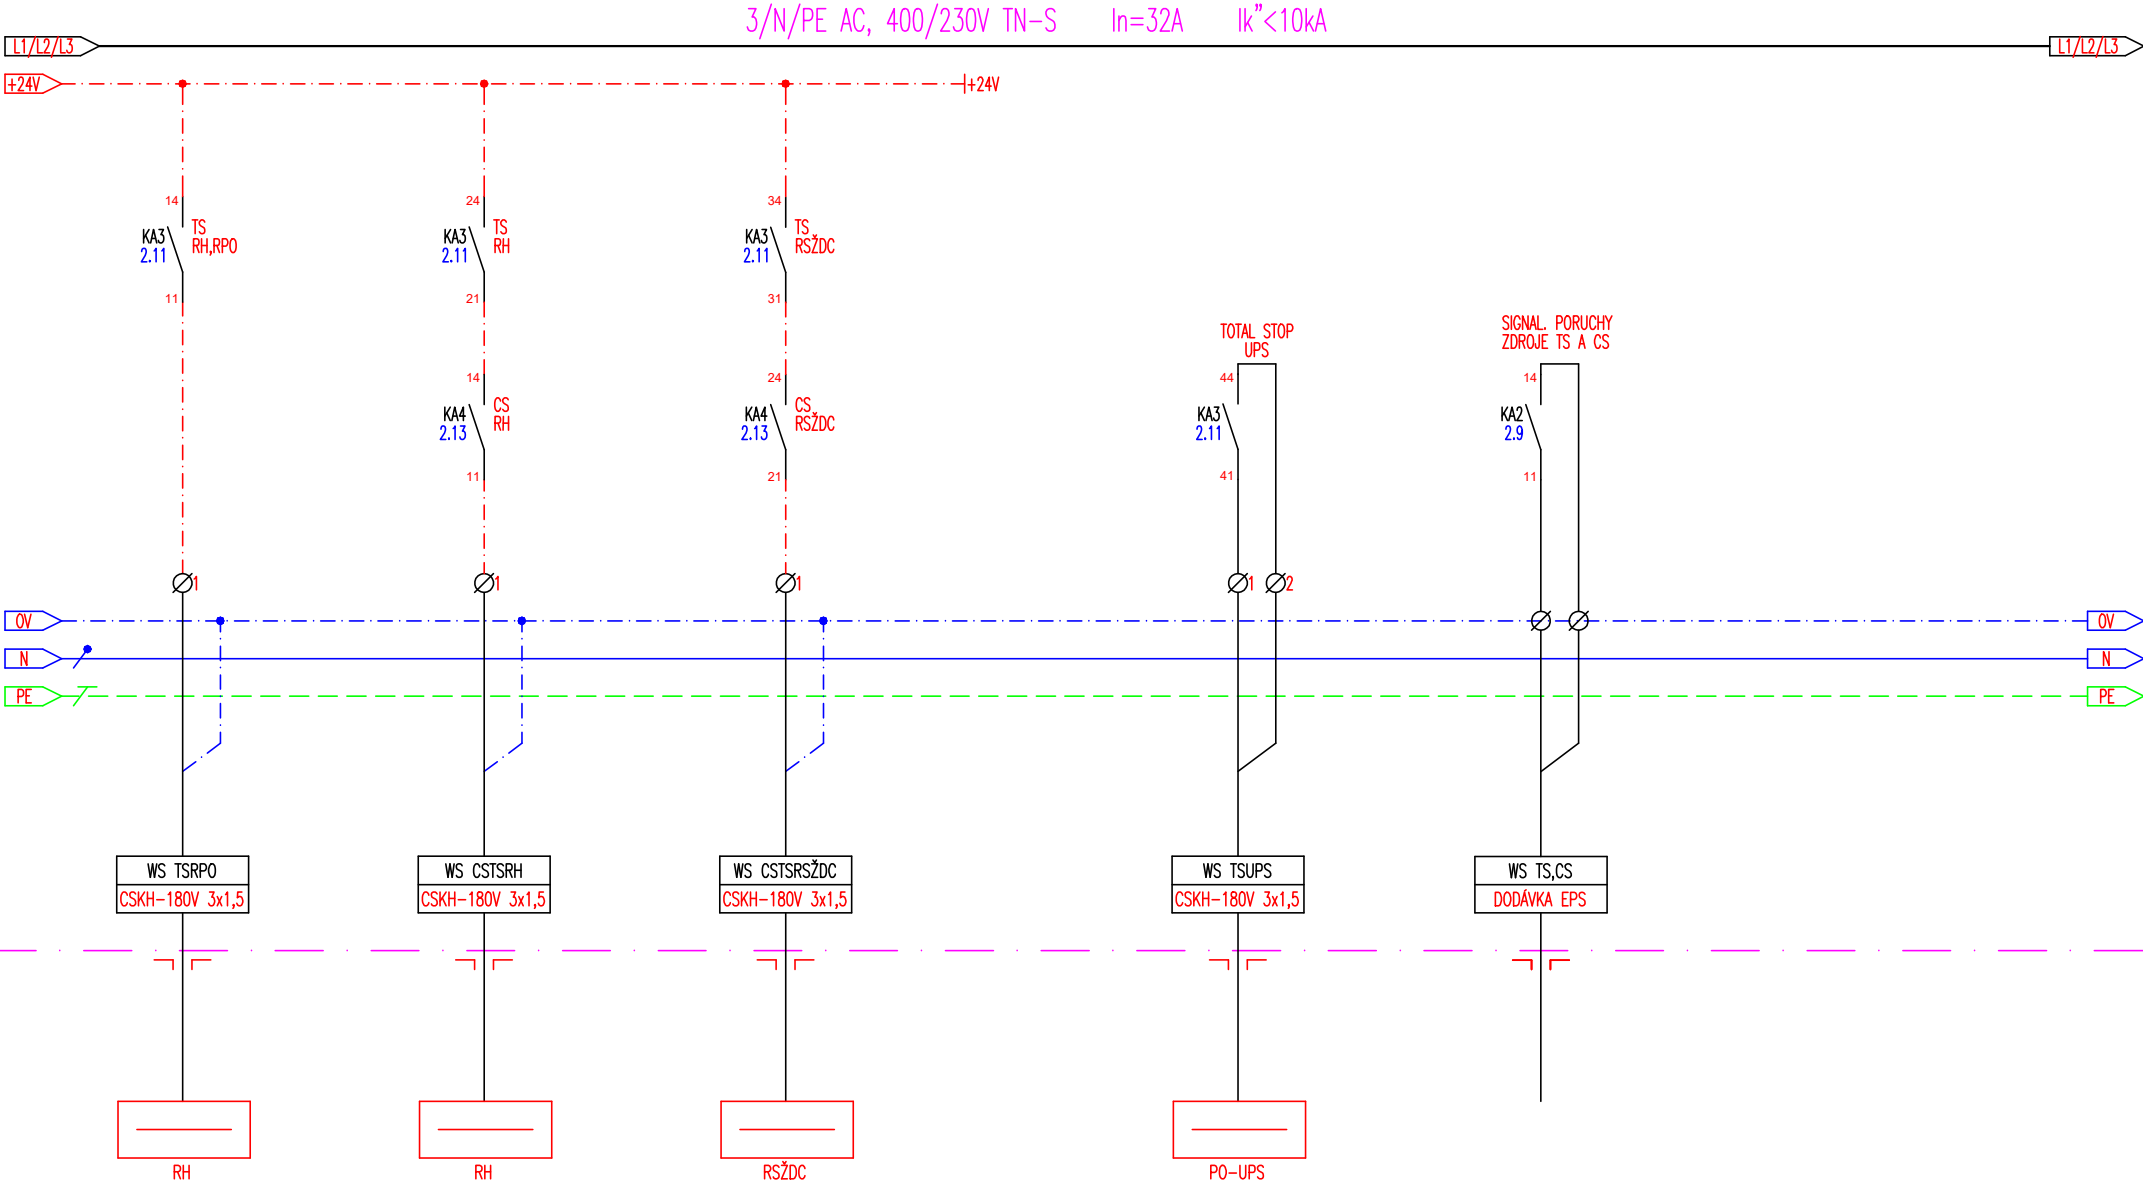 3/N/PE AC, 400/230V TN-S In=32A Ik"<10kA
L1/L2/L3 L1/L2/L3
+24V +24V
14 24 34
KA3 TS KA3 TS KA3 TS
2.11 RH,RPO 2.11 RH 2.11 RSŽDC
11 21 31
TOTAL STOP SIGNAL. PORUCHY
UPS ZDROJE TS A CS
14 24 44 14
KA4 CS KA4 CS KA3 KA2
2.13 RH 2.13 RSŽDC 2.11 2.9
11 21 41 11
1 1 1 1 2
0V 0V
N N
PE PE
WS TSRPO WS CSTSRH WS CSTSRSŽDC WS TSUPS WS TS,CS
CSKH-180V 3x1,5 CSKH-180V 3x1,5 CSKH-180V 3x1,5 CSKH-180V 3x1,5 DODÁVKA EPS
RH RH RSŽDC PO-UPS